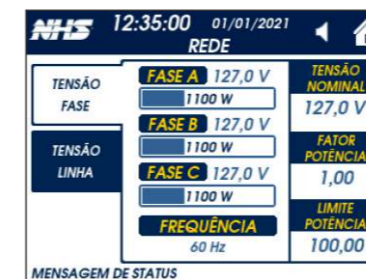 NHS 12:35:00 01/01/2021
REDE
TENSÃO
FASE
TENSÃO
LINHA
FASE A 127,0 V
1100 W
FASE B 127,0 V
1100 W
FASE C 127,0 V
1100 W
FREQUÊNCIA
60 Hz
TENSÃO
NOMINAL
127,0 V
FATOR
POTÊNCIA
1,00
LIMITE
POTÊNCIA
100,00
MENSAGEM DE STATUS